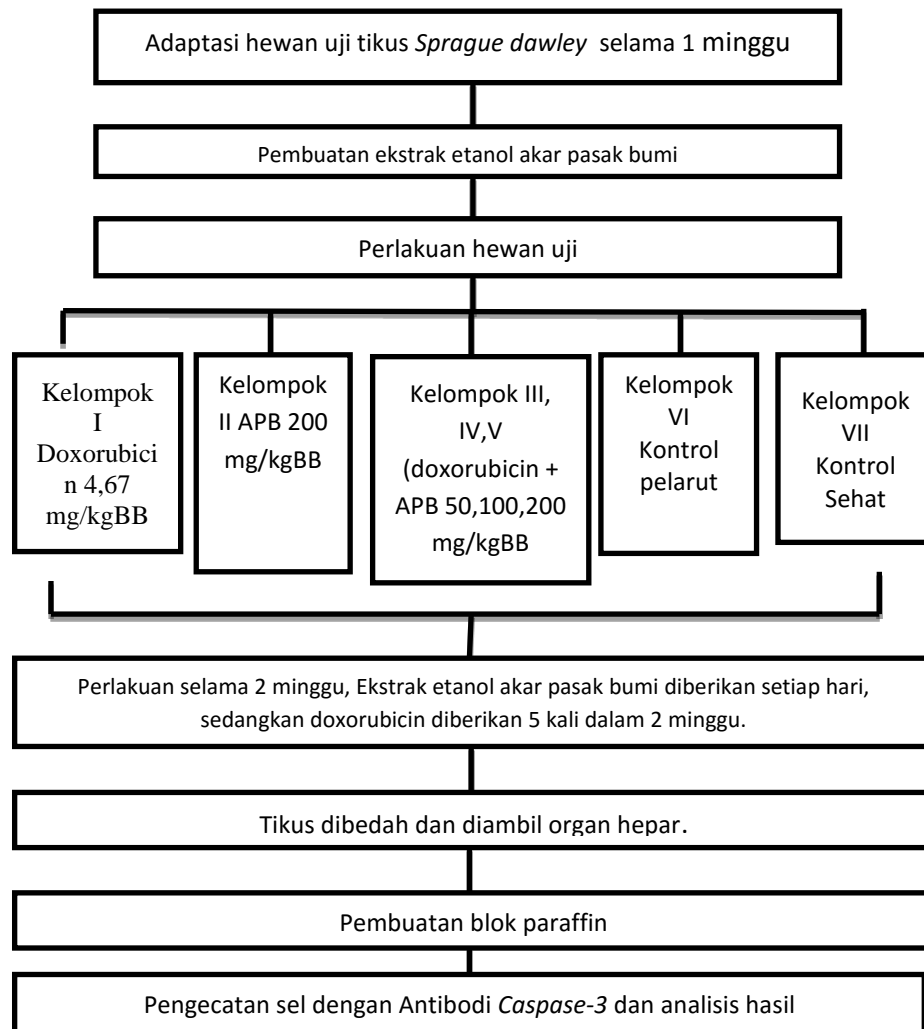 Adaptasi hewan uji tikus Sprague dawley selama 1 minggu
Pembuatan ekstrak etanol akar pasak bumi
Perlakuan hewan uji
Kelompok
I
Doxorubici
n 4,67
mg/kgBB
Kelompok
II APB 200
mg/kgBB
Kelompok III,
IV,V
(doxorubicin +
APB 50,100,200
mg/kgBB
Kelompok
VI
Kontrol
pelarut
Kelompok
VII
Kontrol
Sehat
Perlakuan selama 2 minggu, Ekstrak etanol akar pasak bumi diberikan setiap hari,
sedangkan doxorubicin diberikan 5 kali dalam 2 minggu.
Tikus dibedah dan diambil organ hepar.
Pembuatan blok paraffin
Pengecatan sel dengan Antibodi Caspase-3 dan analisis hasil